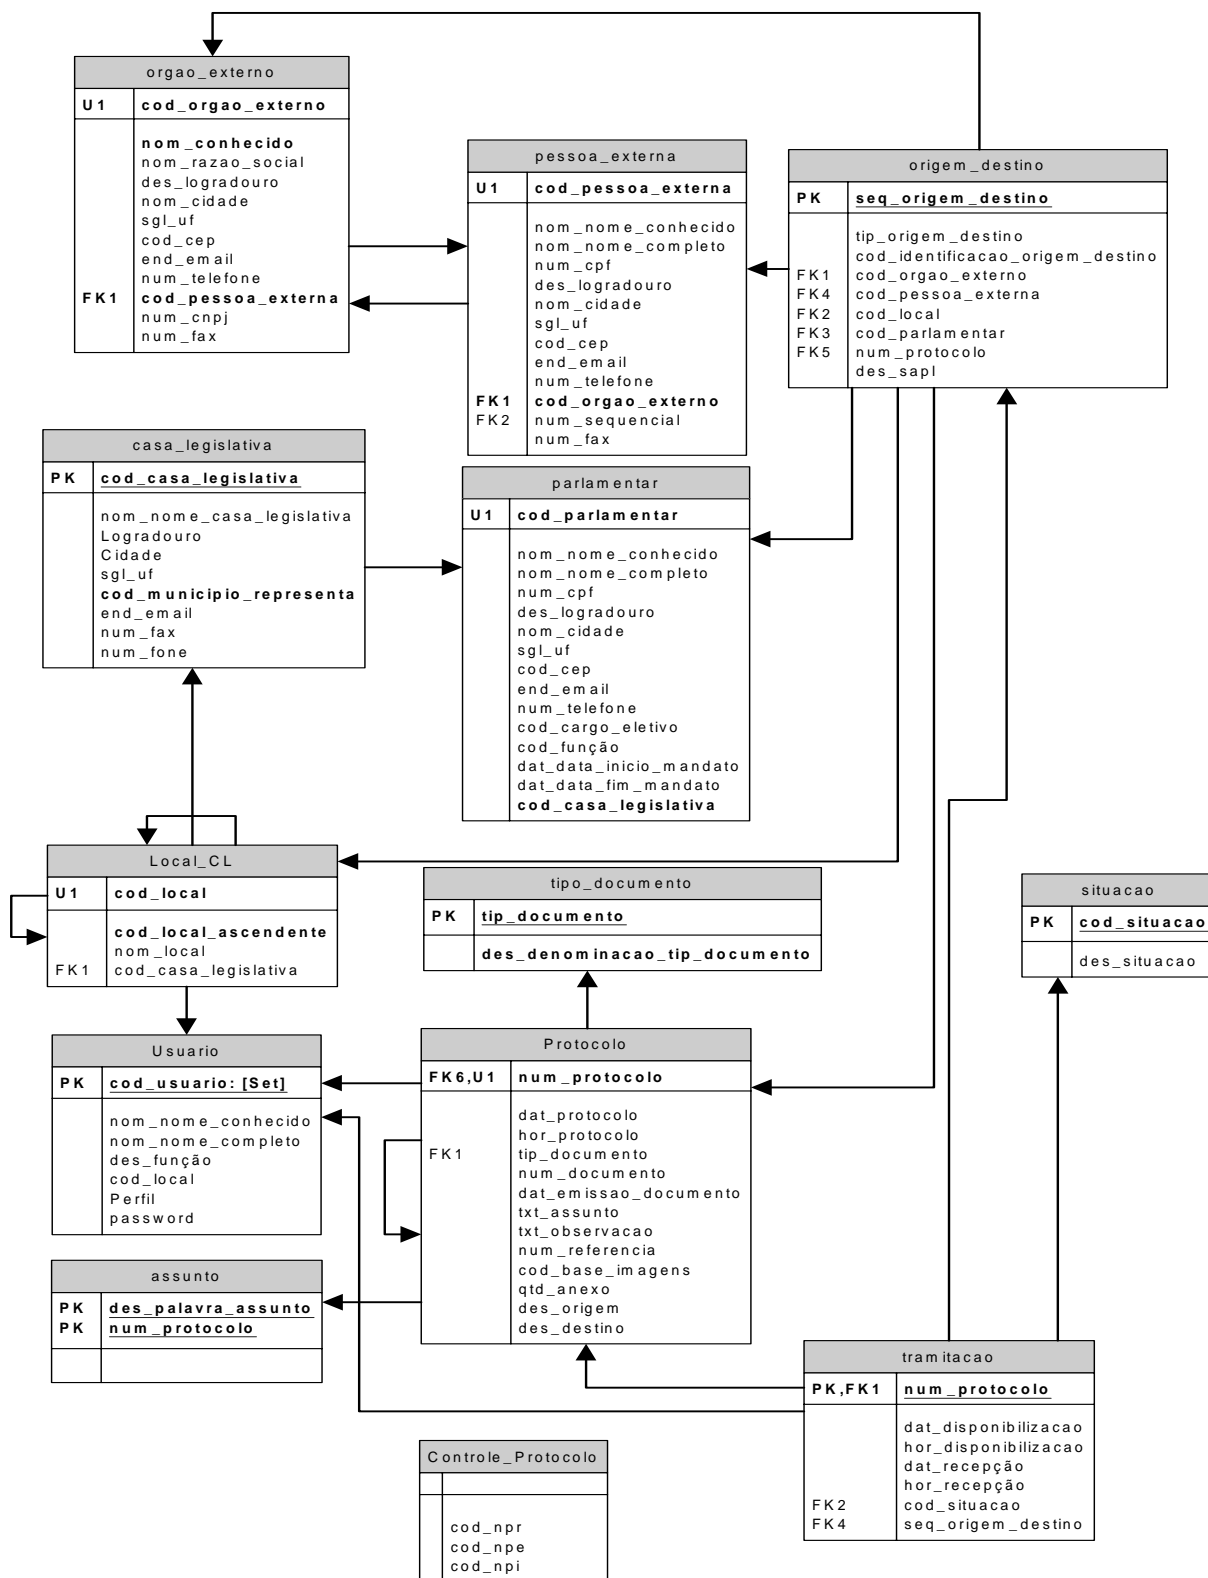 orgao_externo
U1 cod_orgao_externo
nom_conhecido
nom_razao_social
des_logradouro
nom_cidade
sgl_uf
cod_cep
end_email
num_telefone
FK1 cod_pessoa_externa
num_cnpj
num_fax
pessoa_externa
U1 cod_pessoa_externa
nom_nome_conhecido
nom_nome_completo
num_cpf
des_logradouro
nom_cidade
sgl_uf
cod_cep
end_email
num_telefone
FK1 cod_orgao_externo
FK2 num_sequencial
num_fax
origem_destino
PK seq_origem_destino
tip_origem_destino
cod_identificacao_origem_destino
FK1 cod_orgao_externo
FK4 cod_pessoa_externa
FK2 cod_local
FK3 cod_parlamentar
FK5 num_protocolo
des_sapl
casa_legislativa
PK cod_casa_legislativa
nom_nome_casa_legislativa
Logradouro
Cidade
sgl_uf
cod_municipio_representa
end_email
num_fax
num_fone
parlamentar
U1 cod_parlamentar
nom_nome_conhecido
nom_nome_completo
num_cpf
des_logradouro
nom_cidade
sgl_uf
cod_cep
end_email
num_telefone
cod_cargo_eletivo
cod_função
dat_data_inicio_mandato
dat_data_fim_mandato
cod_casa_legislativa
Local_CL
U1 cod_local
cod_local_ascendente
nom_local
FK1 cod_casa_legislativa
tipo_documento
PK tip_documento
des_denominacao_tip_documento
situacao
PK cod_situacao
des_situacao
Usuario
PK cod_usuario: [Set]
nom_nome_conhecido
nom_nome_completo
des_função
cod_local
Perfil
password
Protocolo
FK6,U1 num_protocolo
dat_protocolo
hor_protocolo
FK1 tip_documento
num_documento
dat_emissao_documento
txt_assunto
txt_observacao
num_referencia
cod_base_imagens
qtd_anexo
des_origem
des_destino
assunto
PK des_palavra_assunto
PK num_protocolo
tramitacao
PK,FK1 num_protocolo
dat_disponibilizacao
hor_disponibilizacao
dat_recepção
hor_recepção
FK2 cod_situacao
FK4 seq_origem_destino
Controle_Protocolo
cod_npr
cod_npe
cod_npi